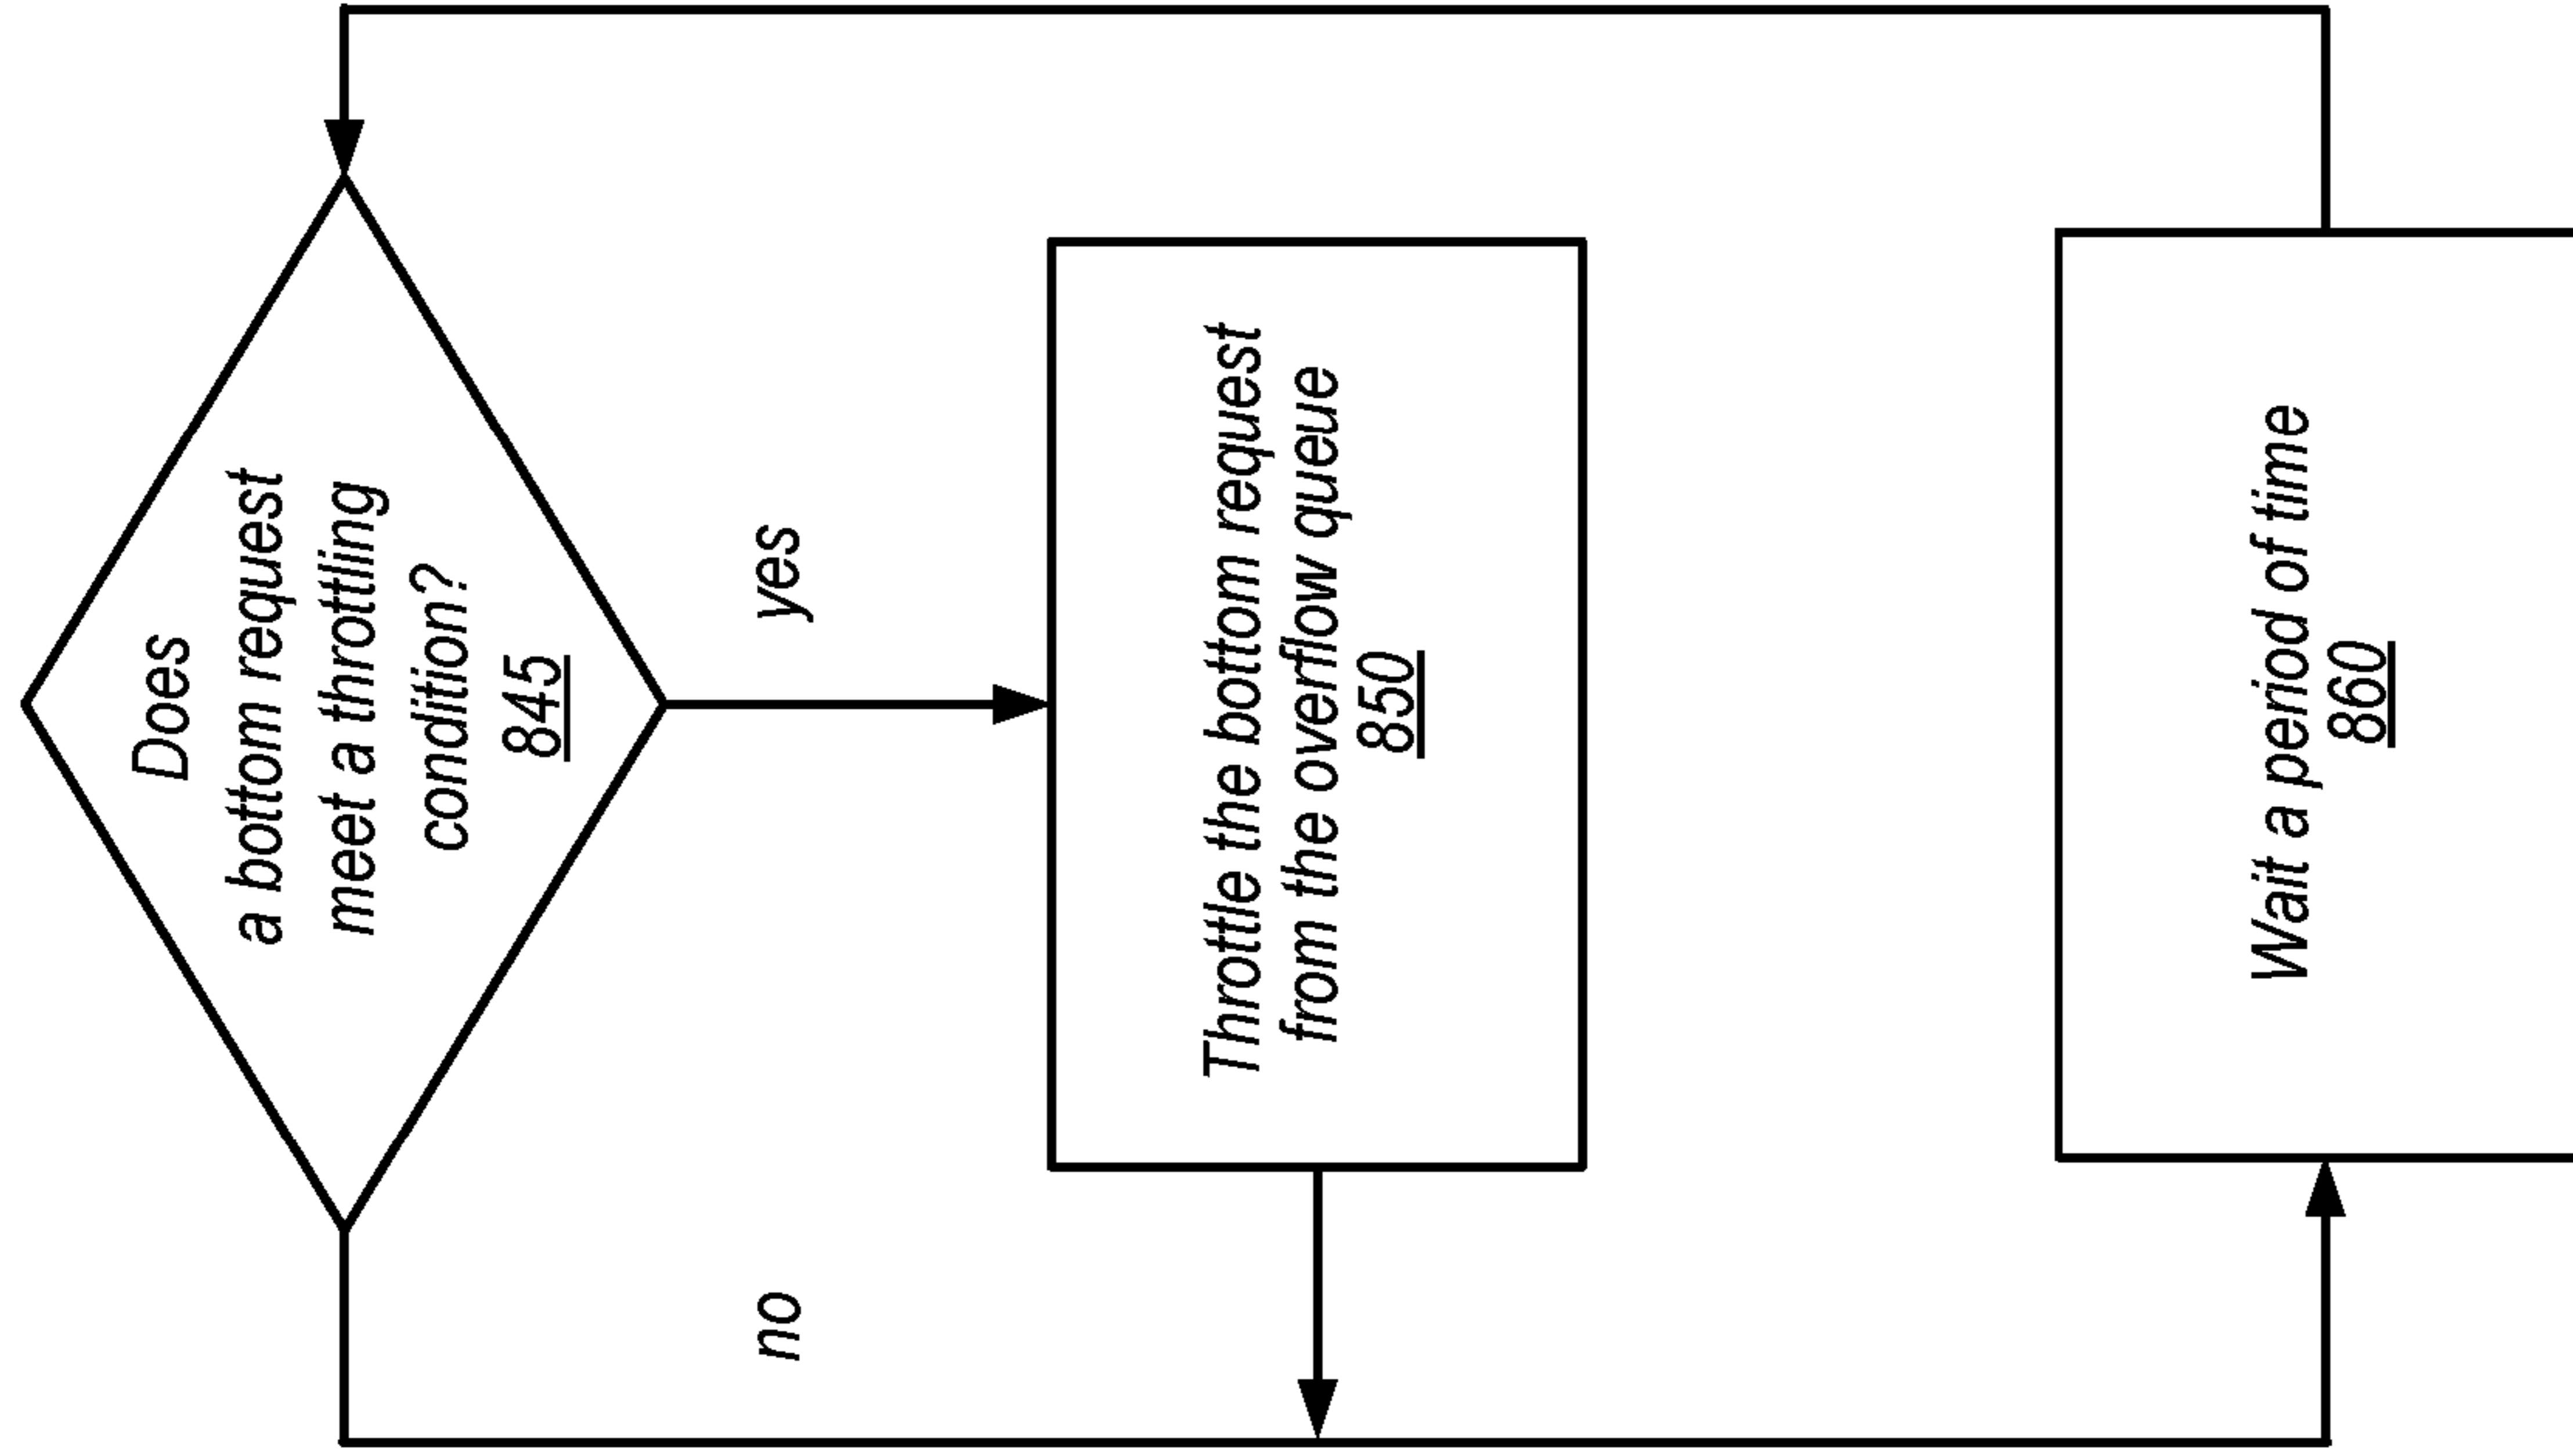 Does
a bottom request
meet a throttling
condition?
845
yes
no
Throttle the bottom request
from the overflow queue
850
Wait a period of time
860